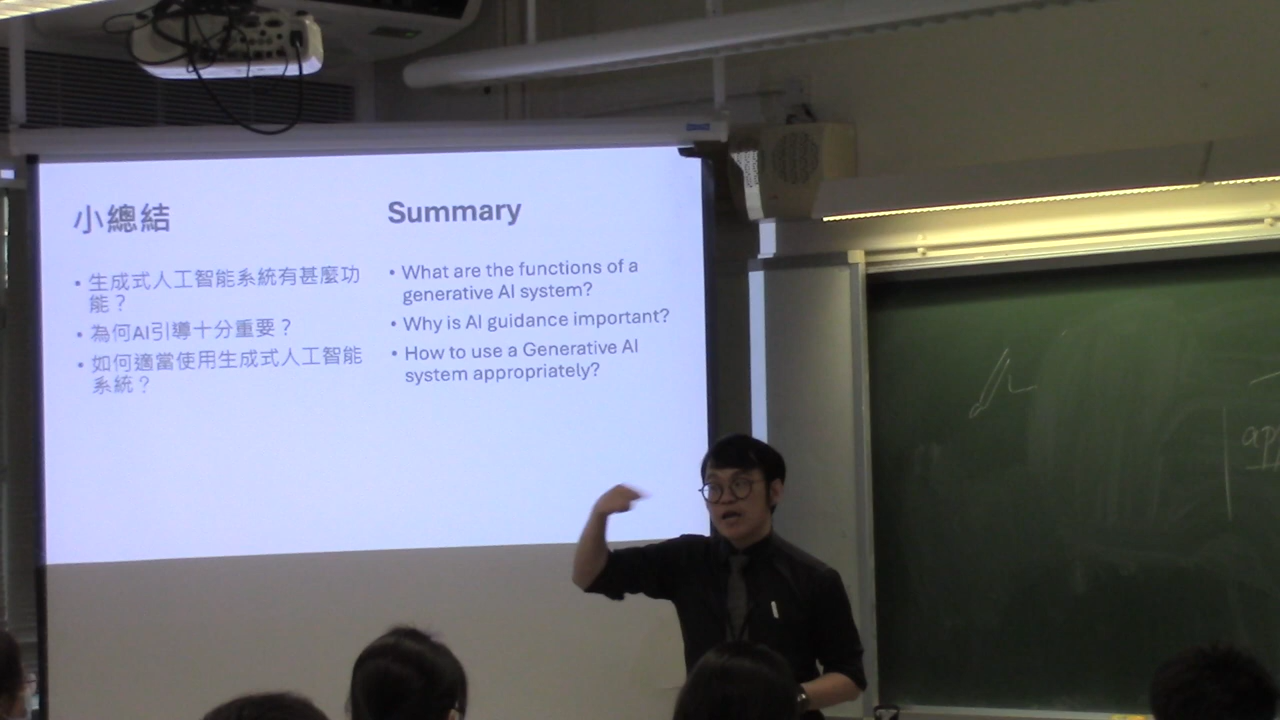 小總結
• 生成式人工智能系統有甚麼功
能？
• 為何AI引導十分重要？
• 如何適當使用生成式人工智能
系統？
Summary
• What are the functions of a
generative AI system?
• Why is AI guidance important?
• How to use a Generative AI
system appropriately?